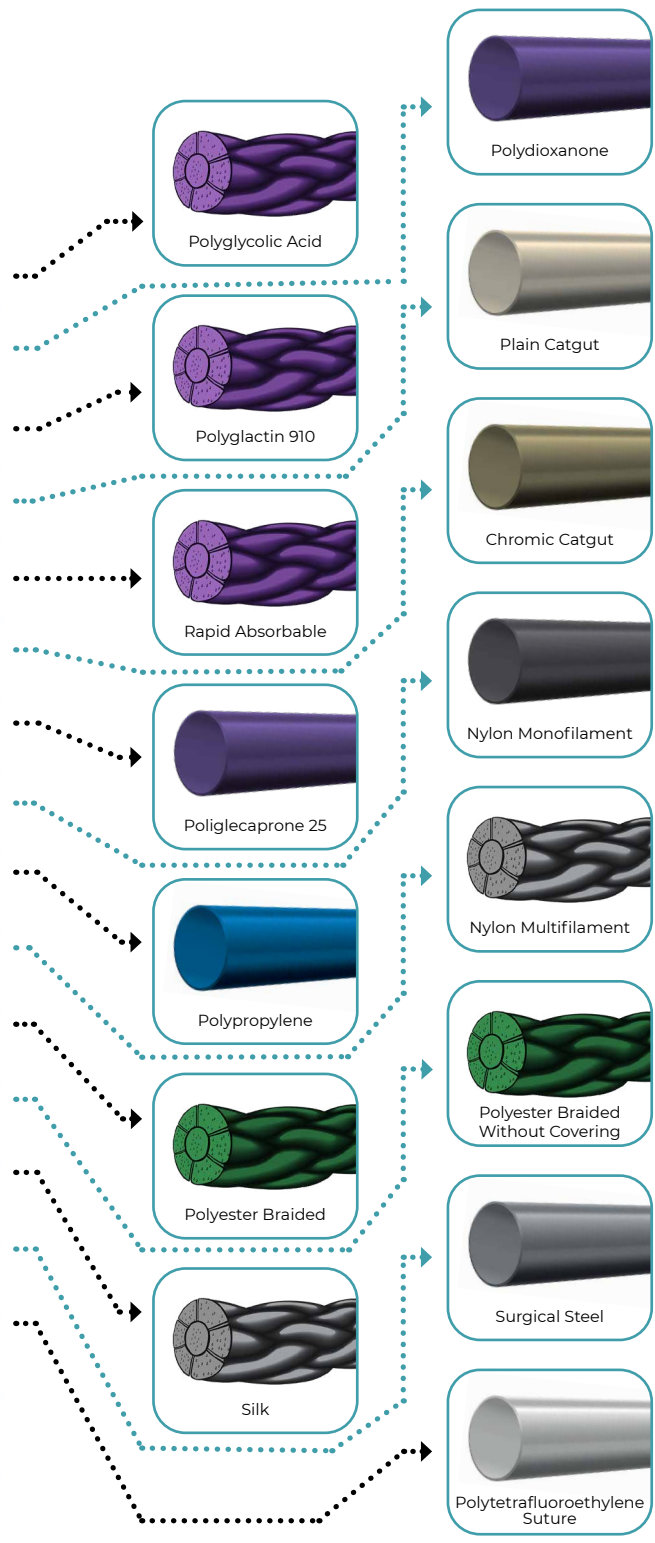 Polyglycolic Acid
Polyglactin 910
Rapid Absorbable
Poliglecaprone 25
Polypropylene
Polyester Braided
Silk
Polydioxanone
Plain Catgut
Chromic Catgut
Nylon Monofilament
Nylon Multifilament
Polyester Braided
Without Covering
Surgical Steel
Polytetrafluoroethylene
Suture